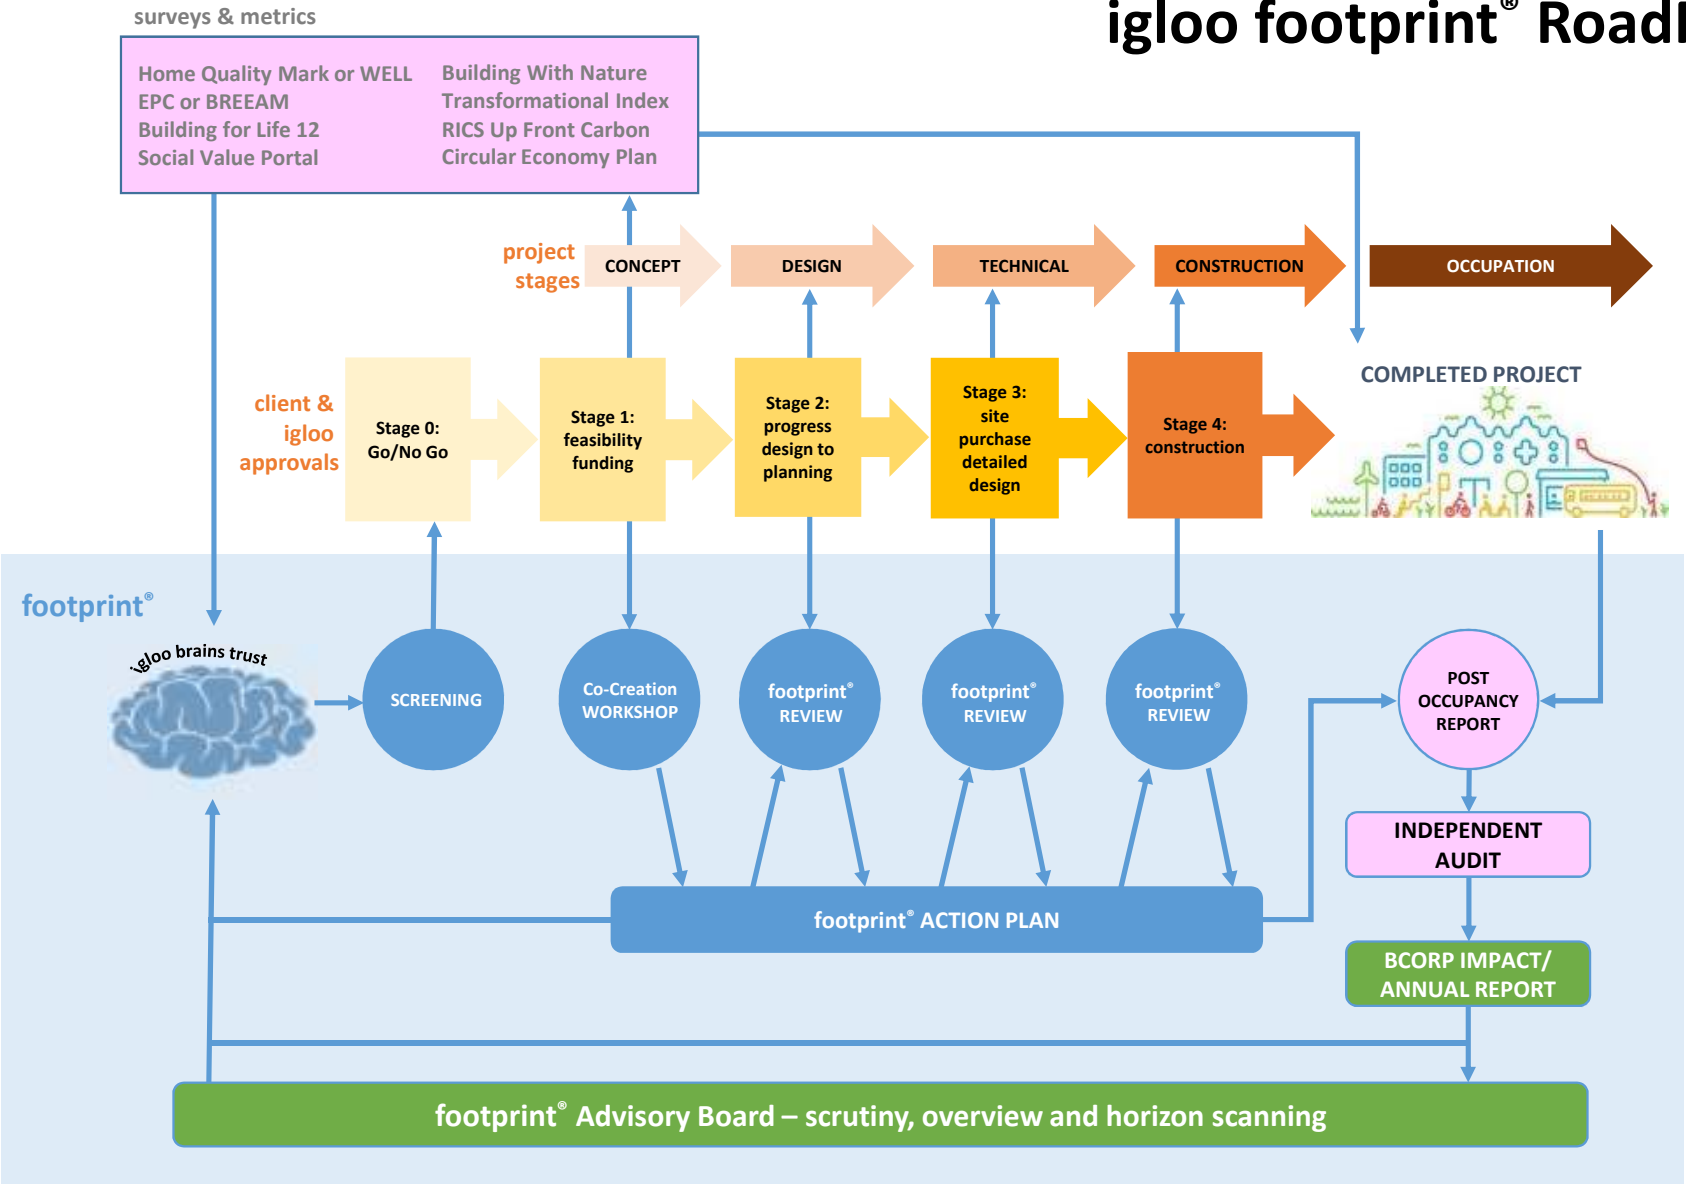 surveys & metrics
igloo footprint® Road
Home Quality Mark or WELL
EPC or BREEAM
Building for Life 12
Social Value Portal
Building With Nature
Transformational Index
RICS Up Front Carbon
Circular Economy Plan
project
stages
CONCEPT
DESIGN
TECHNICAL
CONSTRUCTION
OCCUPATION
client &
igloo
approvals
Stage 0:
Go/No Go
Stage 1:
feasibility
funding
Stage 2:
progress
design to
planning
Stage 3:
site
purchase
detailed
design
Stage 4:
construction
COMPLETED PROJECT
footprint®
igloo brains trust
SCREENING
Co-Creation
WORKSHOP
footprint®
REVIEW
footprint®
REVIEW
footprint®
REVIEW
POST
OCCUPANCY
REPORT
INDEPENDENT
AUDIT
footprint® ACTION PLAN
BCORP IMPACT/
ANNUAL REPORT
footprint® Advisory Board – scrutiny, overview and horizon scanning